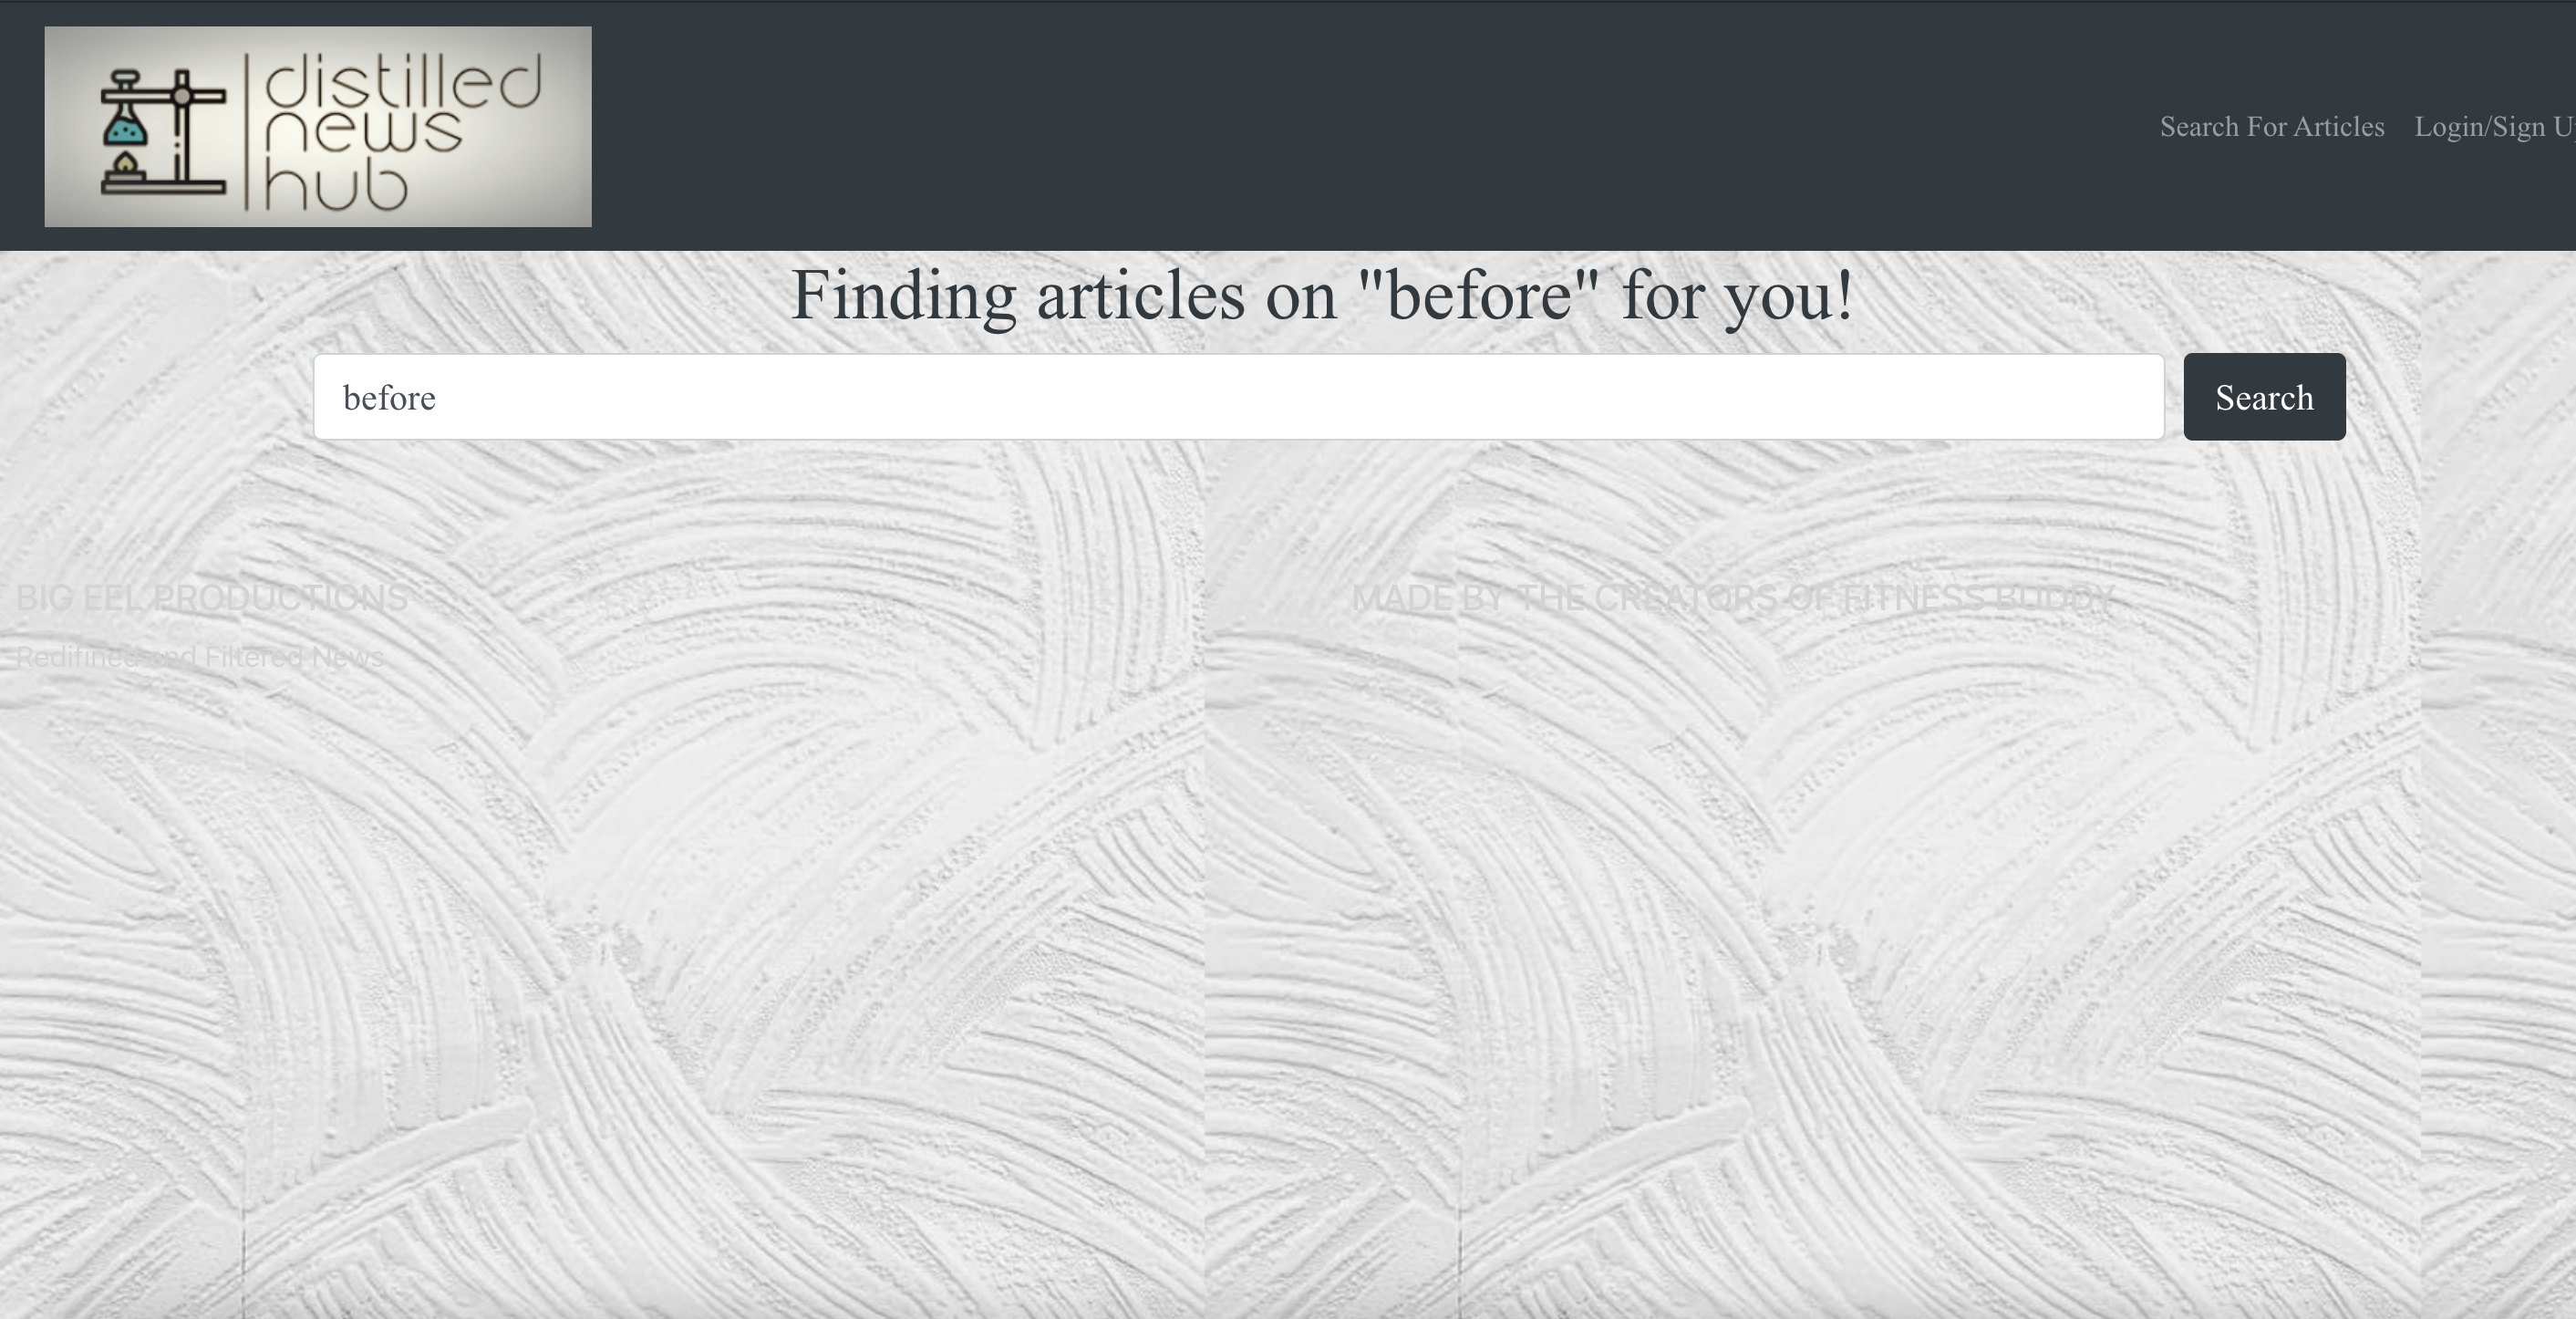 distilled
news
hub
Search For Articles Login/Sign U
Finding articles on "before" for you!
before
Search
BIG EEL PRODUCTIONS
MADE BY THE CREATORS OF FITNESS BUDDY
Redifined and Filtered News